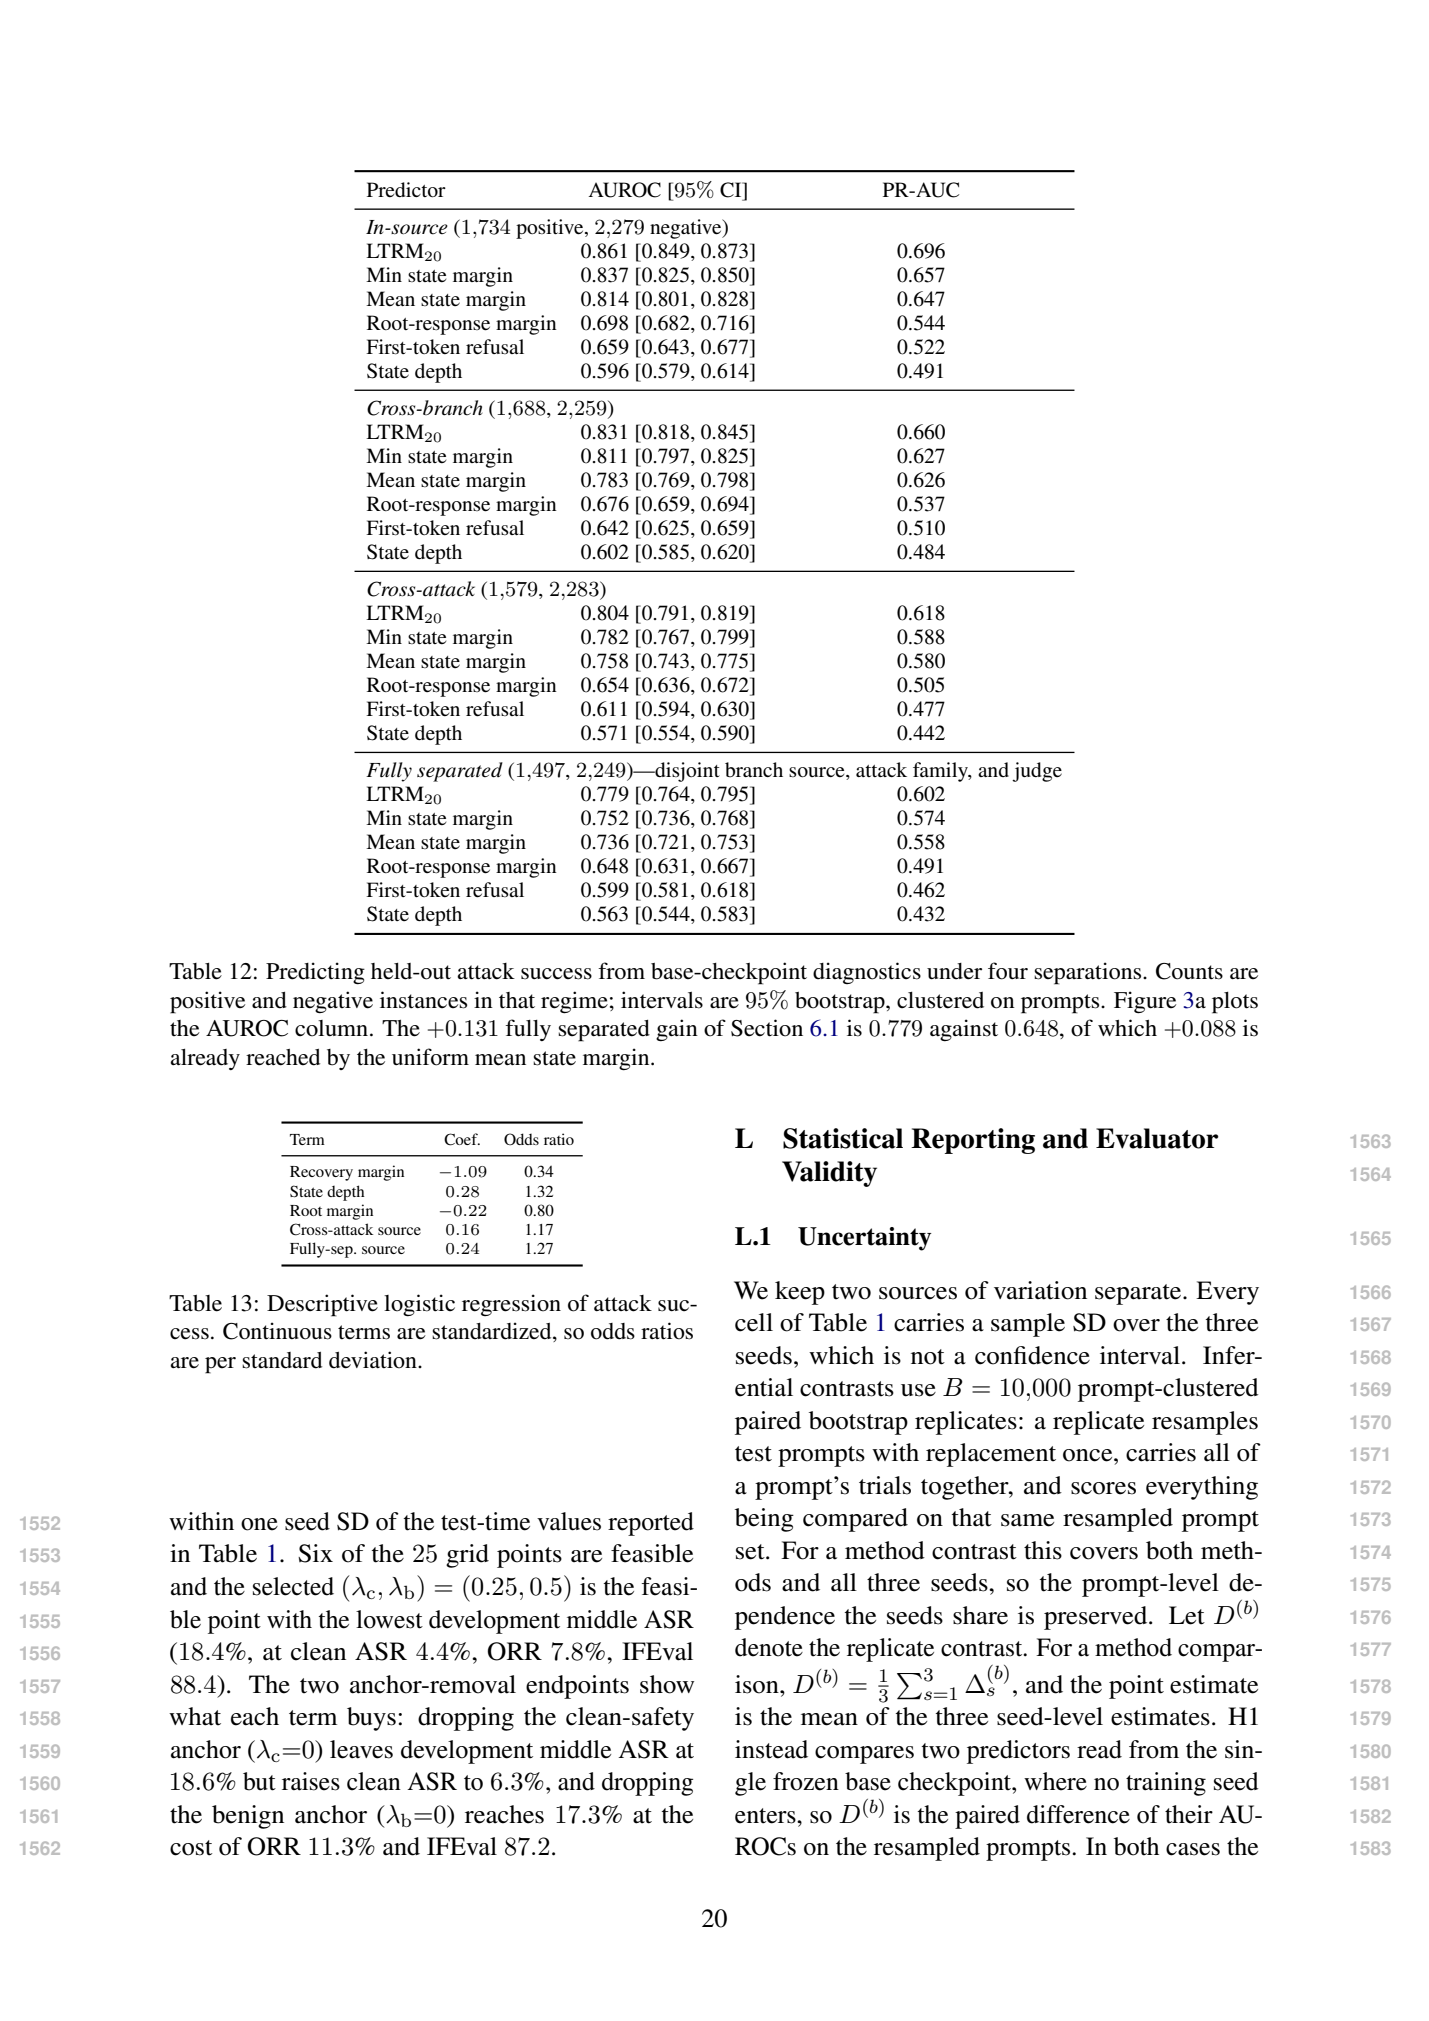 Predictor AUROC [95% CI] PR-AUC
In-source (1,734 positive, 2,279 negative)
LTRM20 0.861 [0.849, 0.873] 0.696
Min state margin 0.837 [0.825, 0.850] 0.657
Mean state margin 0.814 [0.801, 0.828] 0.647
Root-response margin 0.698 [0.682, 0.716] 0.544
First-token refusal 0.659 [0.643, 0.677] 0.522
State depth 0.596 [0.579, 0.614] 0.491
Cross-branch (1,688, 2,259)
LTRM20 0.831 [0.818, 0.845] 0.660
Min state margin 0.811 [0.797, 0.825] 0.627
Mean state margin 0.783 [0.769, 0.798] 0.626
Root-response margin 0.676 [0.659, 0.694] 0.537
First-token refusal 0.642 [0.625, 0.659] 0.510
State depth 0.602 [0.585, 0.620] 0.484
Cross-attack (1,579, 2,283)
LTRM20 0.804 [0.791, 0.819] 0.618
Min state margin 0.782 [0.767, 0.799] 0.588
Mean state margin 0.758 [0.743, 0.775] 0.580
Root-response margin 0.654 [0.636, 0.672] 0.505
First-token refusal 0.611 [0.594, 0.630] 0.477
State depth 0.571 [0.554, 0.590] 0.442
Fully separated (1,497, 2,249)—disjoint branch source, attack family, and judge
LTRM20 0.779 [0.764, 0.795] 0.602
Min state margin 0.752 [0.736, 0.768] 0.574
Mean state margin 0.736 [0.721, 0.753] 0.558
Root-response margin 0.648 [0.631, 0.667] 0.491
First-token refusal 0.599 [0.581, 0.618] 0.462
State depth 0.563 [0.544, 0.583] 0.432
Table 12: Predicting held-out attack success from base-checkpoint diagnostics under four separations. Counts are
positive and negative instances in that regime; intervals are 95% bootstrap, clustered on prompts. Figure 3a plots
the AUROC column. The +0.131 fully separated gain of Section 6.1 is 0.779 against 0.648, of which +0.088 is
already reached by the uniform mean state margin.
Term Coef. Odds ratio
Recovery margin −1.09 0.34
State depth 0.28 1.32
Root margin −0.22 0.80
Cross-attack source 0.16 1.17
Fully-sep. source 0.24 1.27
Table 13: Descriptive logistic regression of attack suc-
cess. Continuous terms are standardized, so odds ratios
are per standard deviation.
1552 within one seed SD of the test-time values reported
1553 in Table 1. Six of the 25 grid points are feasible
1554 and the selected (λc, λb) = (0.25, 0.5) is the feasi-
1555 ble point with the lowest development middle ASR
1556 (18.4%, at clean ASR 4.4%, ORR 7.8%, IFEval
1557 88.4). The two anchor-removal endpoints show
1558 what each term buys: dropping the clean-safety
1559 anchor (λc=0) leaves development middle ASR at
1560 18.6% but raises clean ASR to 6.3%, and dropping
1561 the benign anchor (λb=0) reaches 17.3% at the
1562 cost of ORR 11.3% and IFEval 87.2.
L Statistical Reporting and Evaluator 1563
Validity 1564
L.1 Uncertainty 1565
We keep two sources of variation separate. Every 1566
cell of Table 1 carries a sample SD over the three 1567
seeds, which is not a confidence interval. Infer- 1568
ential contrasts use B = 10,000 prompt-clustered 1569
paired bootstrap replicates: a replicate resamples 1570
test prompts with replacement once, carries all of 1571
a prompt's trials together, and scores everything 1572
being compared on that same resampled prompt 1573
set. For a method contrast this covers both meth- 1574
ods and all three seeds, so the prompt-level de- 1575
pendence the seeds share is preserved. Let D(b) 1576
denote the replicate contrast. For a method compar- 1577
ison, D(b) = 1/3 ∑3s=1 Δ(b)s, and the point estimate 1578
is the mean of the three seed-level estimates. H1 1579
instead compares two predictors read from the sin- 1580
gle frozen base checkpoint, where no training seed 1581
enters, so D(b) is the paired difference of their AU- 1582
ROCs on the resampled prompts. In both cases the 1583
20